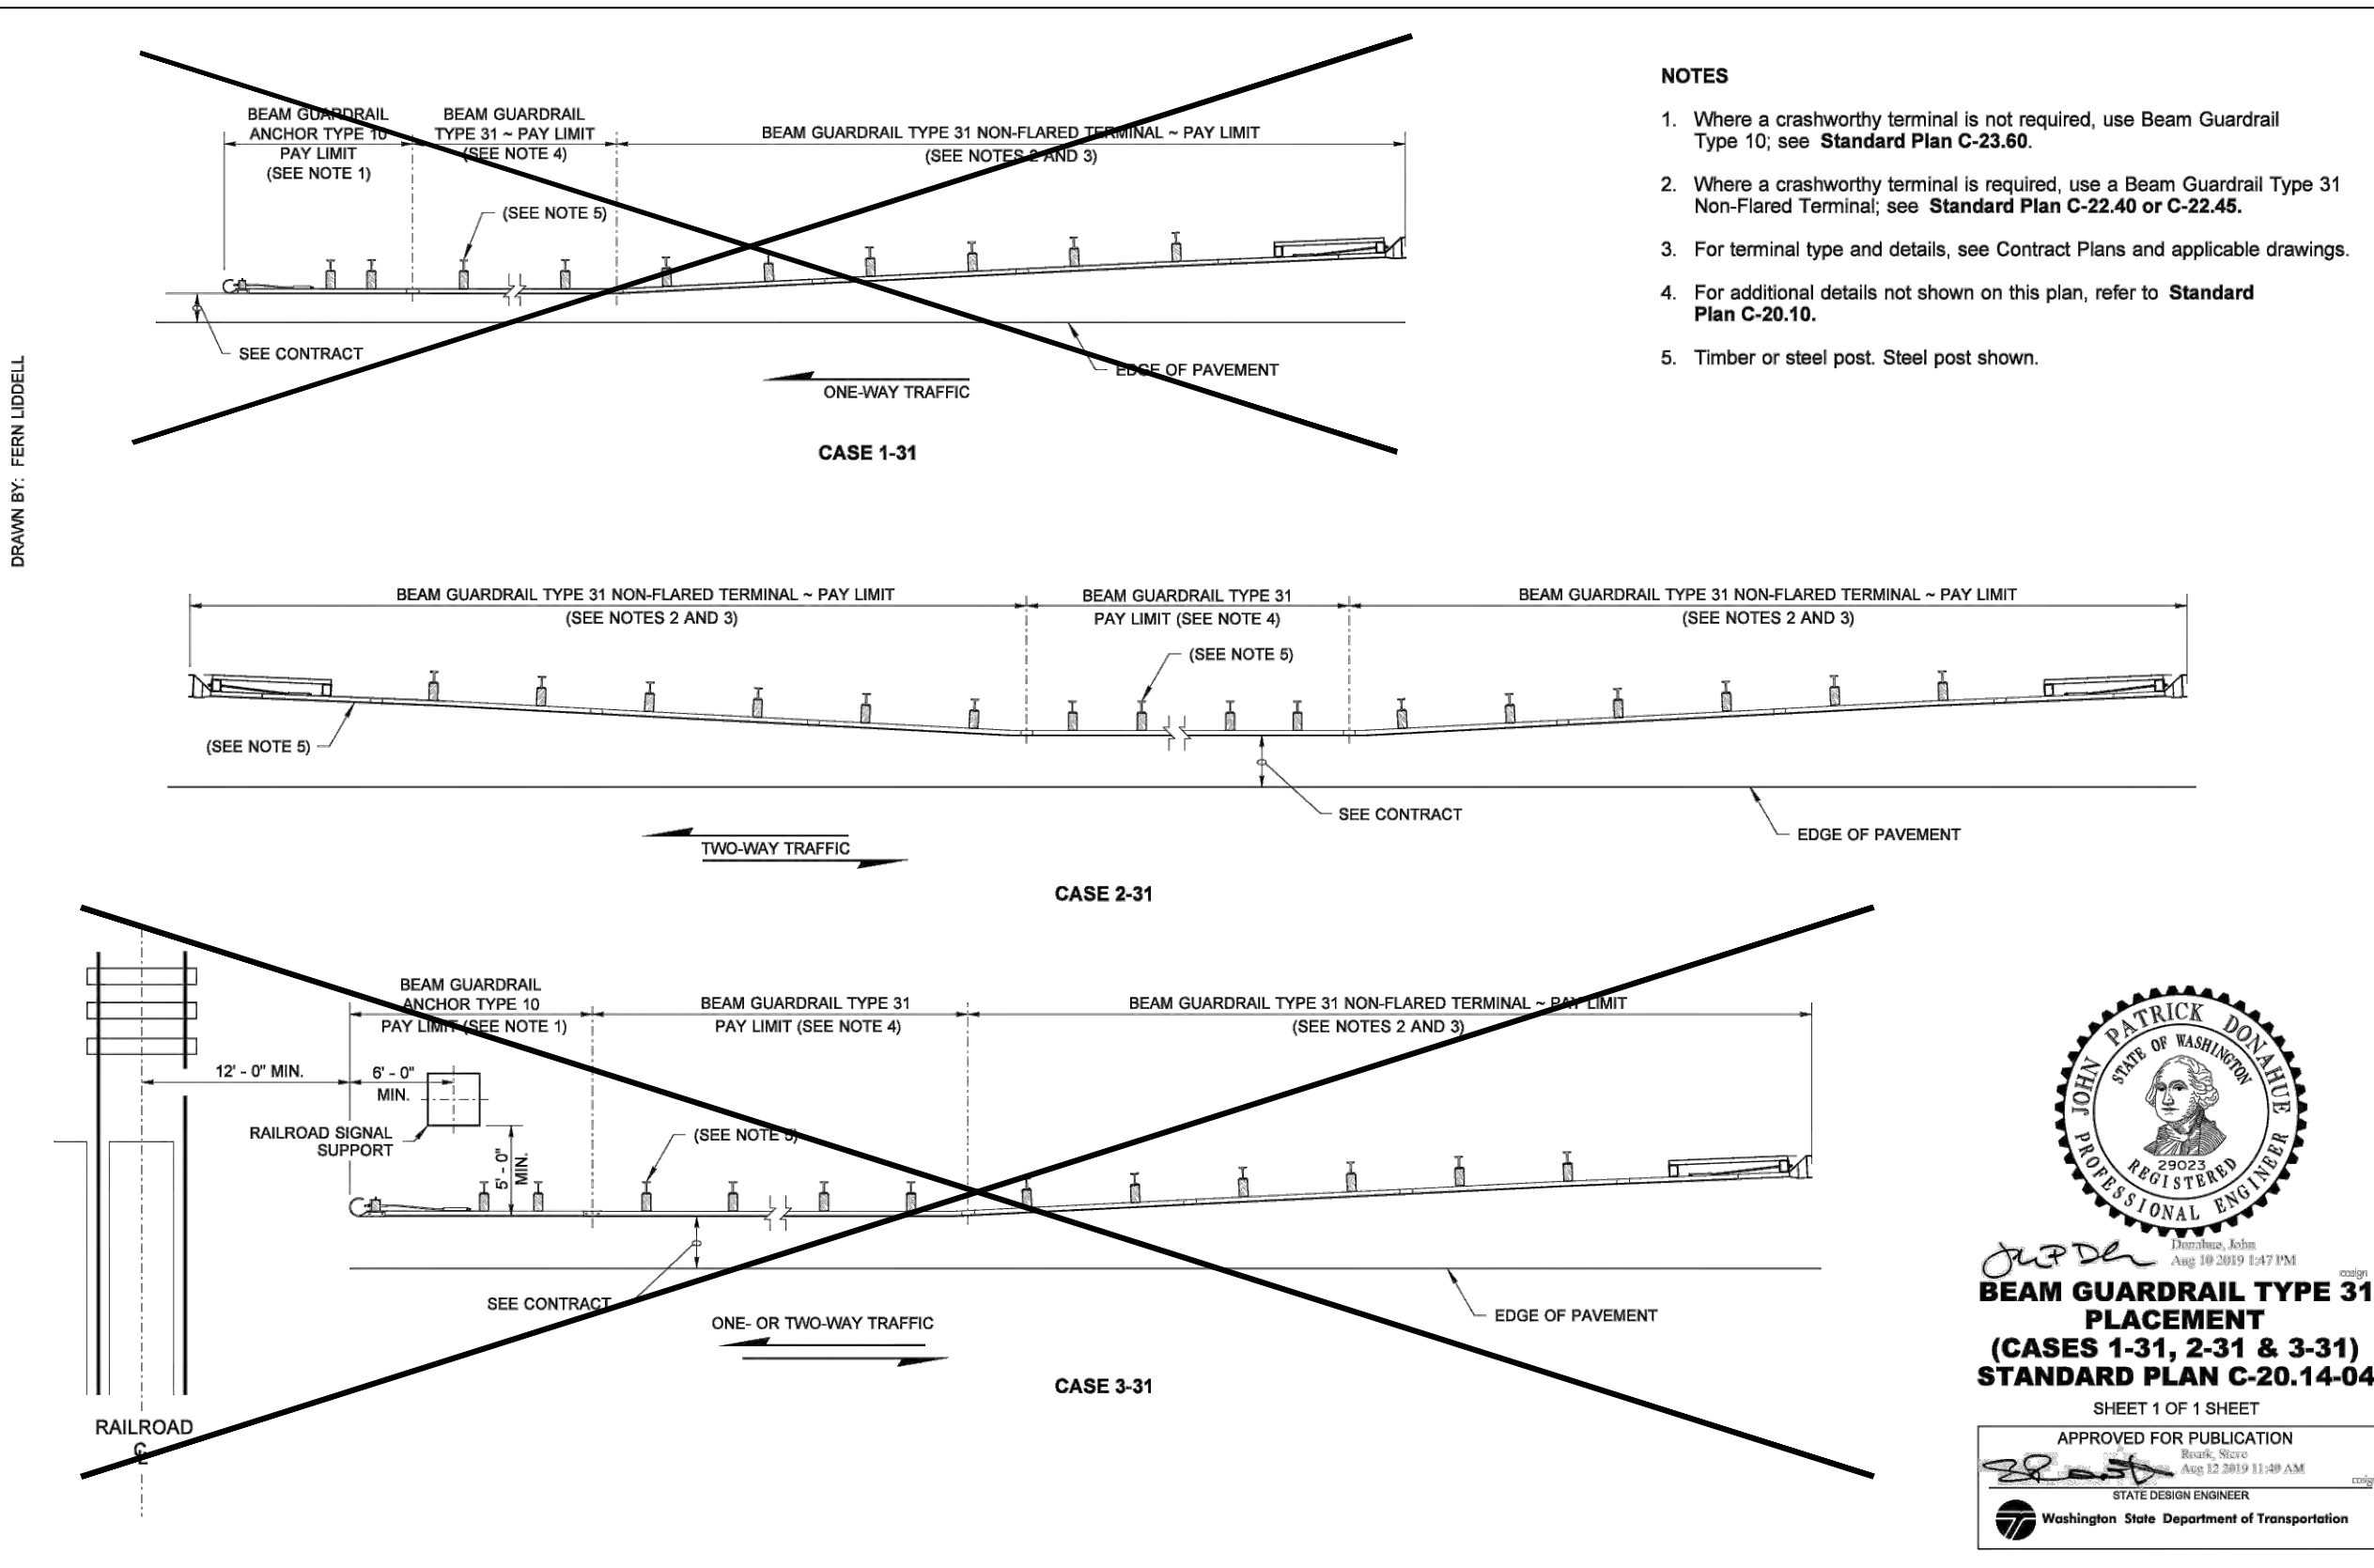 DRAWN BY: FERN LIDDELL
BEAM GUARDRAIL
ANCHOR TYPE 10
PAY LIMIT
(SEE NOTE 1)
BEAM GUARDRAIL
TYPE 31 ~ PAY LIMIT
(SEE NOTE 4)
BEAM GUARDRAIL TYPE 31 NON-FLARED TERMINAL ~ PAY LIMIT
(SEE NOTES 2 AND 3)
(SEE NOTE 5)
SEE CONTRACT
EDGE OF PAVEMENT
ONE-WAY TRAFFIC
CASE 1-31
NOTES
1. Where a crashworthy terminal is not required, use Beam Guardrail
Type 10; see Standard Plan C-23.60.
2. Where a crashworthy terminal is required, use a Beam Guardrail Type 31
Non-Flared Terminal; see Standard Plan C-22.40 or C-22.45.
3. For terminal type and details, see Contract Plans and applicable drawings.
4. For additional details not shown on this plan, refer to Standard
Plan C-20.10.
5. Timber or steel post. Steel post shown.
BEAM GUARDRAIL TYPE 31 NON-FLARED TERMINAL ~ PAY LIMIT
(SEE NOTES 2 AND 3)
BEAM GUARDRAIL TYPE 31
PAY LIMIT (SEE NOTE 4)
BEAM GUARDRAIL TYPE 31 NON-FLARED TERMINAL ~ PAY LIMIT
(SEE NOTES 2 AND 3)
(SEE NOTE 5)
(SEE NOTE 5)
SEE CONTRACT
EDGE OF PAVEMENT
TWO-WAY TRAFFIC
CASE 2-31
BEAM GUARDRAIL
ANCHOR TYPE 10
PAY LIMIT (SEE NOTE 1)
BEAM GUARDRAIL TYPE 31
PAY LIMIT (SEE NOTE 4)
BEAM GUARDRAIL TYPE 31 NON-FLARED TERMINAL ~ PAY LIMIT
(SEE NOTES 2 AND 3)
12' - 0" MIN.
6' - 0"
MIN.
RAILROAD SIGNAL
SUPPORT
5' - 0"
MIN.
(SEE NOTE 5)
SEE CONTRACT
EDGE OF PAVEMENT
ONE- OR TWO-WAY TRAFFIC
CASE 3-31
RAILROAD
℄
JOHN PATRICK DONAHUE
STATE OF WASHINGTON
29023
REGISTERED
PROFESSIONAL ENGINEER
Donahue, John
Aug 10 2019 1:47 PM
cosign
BEAM GUARDRAIL TYPE 31
PLACEMENT
(CASES 1-31, 2-31 & 3-31)
STANDARD PLAN C-20.14-04
SHEET 1 OF 1 SHEET
APPROVED FOR PUBLICATION
Roark, Steve
Aug 12 2019 11:49 AM
STATE DESIGN ENGINEER
Washington State Department of Transportation